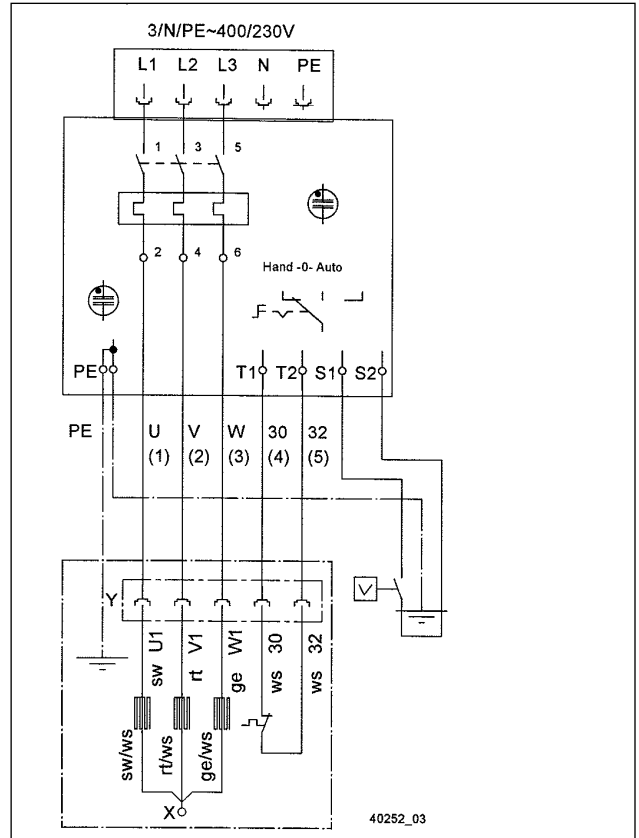 3/N/PE~400/230V
L1 L2 L3 N PE
1 3 5
2 4 6
Hand -0- Auto
PE T1 T2 S1 S2
PE U V W 30 32
(1) (2) (3) (4) (5)
Y
U1 V1 W1 30 32
sw rt ge ws ws
sw/ws rt/ws ge/ws
X
40252_03